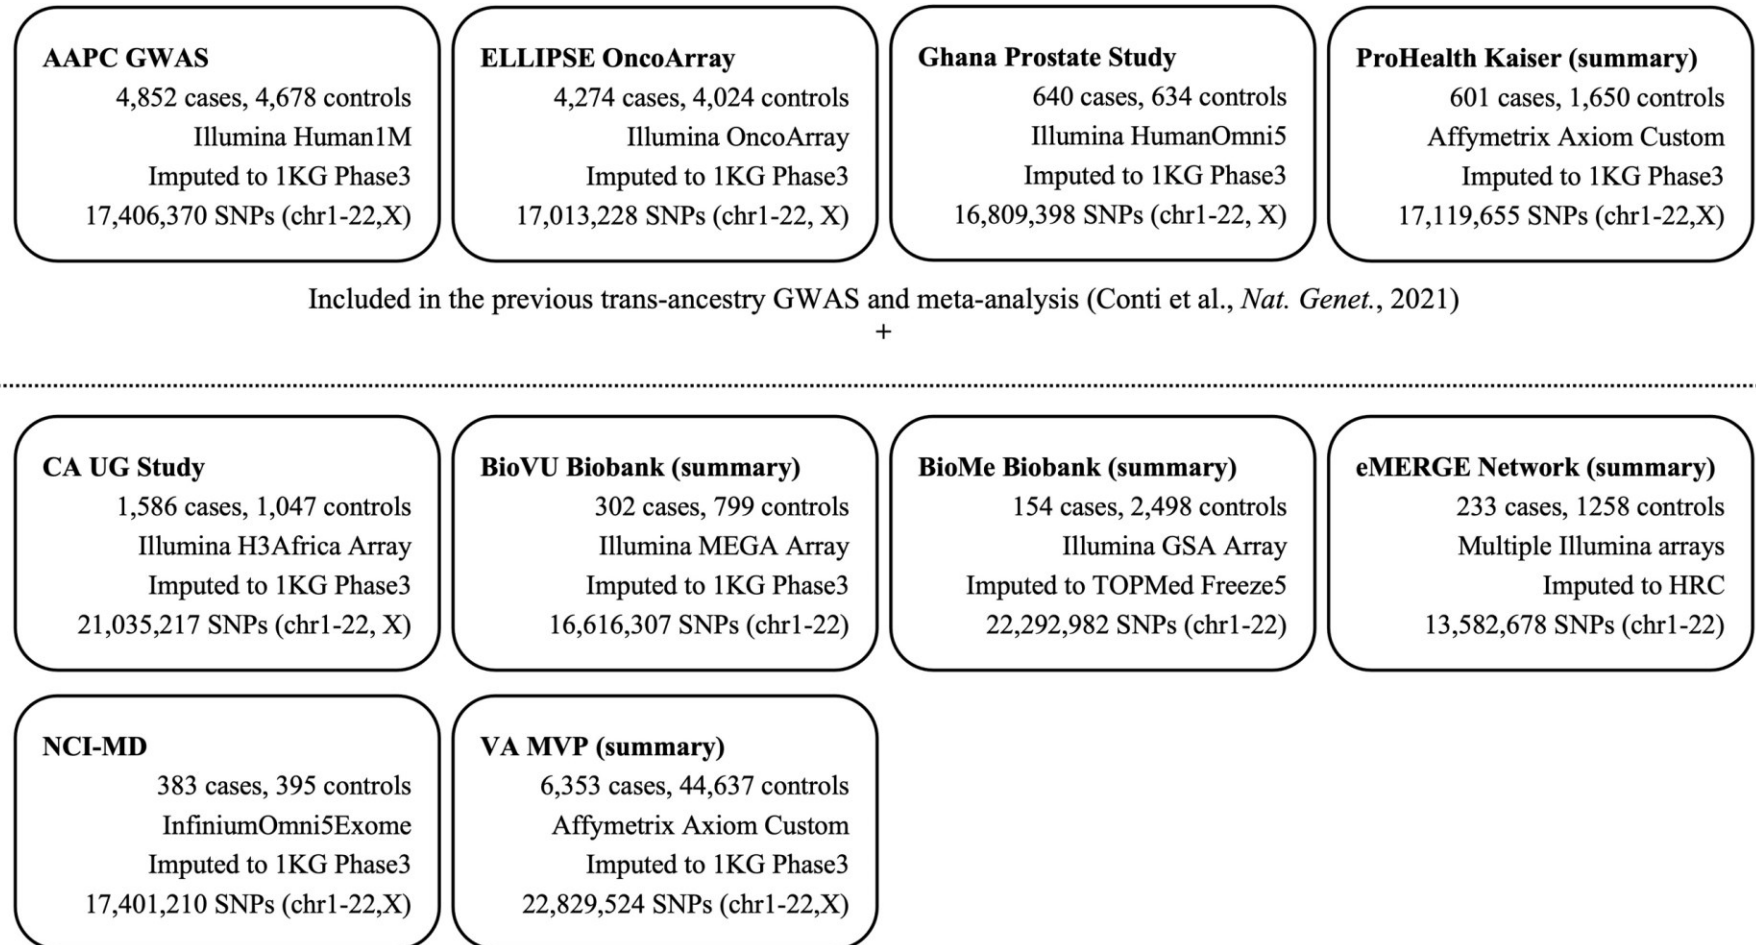 AAPC GWAS
4,852 cases, 4,678 controls
Illumina Human1M
Imputed to 1KG Phase3
17,406,370 SNPs (chr1-22,X)
ELLIPSE OncoArray
4,274 cases, 4,024 controls
Illumina OncoArray
Imputed to 1KG Phase3
17,013,228 SNPs (chr1-22, X)
Ghana Prostate Study
640 cases, 634 controls
Illumina HumanOmni5
Imputed to 1KG Phase3
16,809,398 SNPs (chr1-22, X)
ProHealth Kaiser (summary)
601 cases, 1,650 controls
Affymetrix Axiom Custom
Imputed to 1KG Phase3
17,119,655 SNPs (chr1-22,X)
Included in the previous trans-ancestry GWAS and meta-analysis (Conti et al., Nat. Genet., 2021)
+
CA UG Study
1,586 cases, 1,047 controls
Illumina H3Africa Array
Imputed to 1KG Phase3
21,035,217 SNPs (chr1-22, X)
BioVU Biobank (summary)
302 cases, 799 controls
Illumina MEGA Array
Imputed to 1KG Phase3
16,616,307 SNPs (chr1-22)
BioMe Biobank (summary)
154 cases, 2,498 controls
Illumina GSA Array
Imputed to TOPMed Freeze5
22,292,982 SNPs (chr1-22)
eMERGE Network (summary)
233 cases, 1258 controls
Multiple Illumina arrays
Imputed to HRC
13,582,678 SNPs (chr1-22)
NCI-MD
383 cases, 395 controls
InfiniumOmni5Exome
Imputed to 1KG Phase3
17,401,210 SNPs (chr1-22,X)
VA MVP (summary)
6,353 cases, 44,637 controls
Affymetrix Axiom Custom
Imputed to 1KG Phase3
22,829,524 SNPs (chr1-22,X)